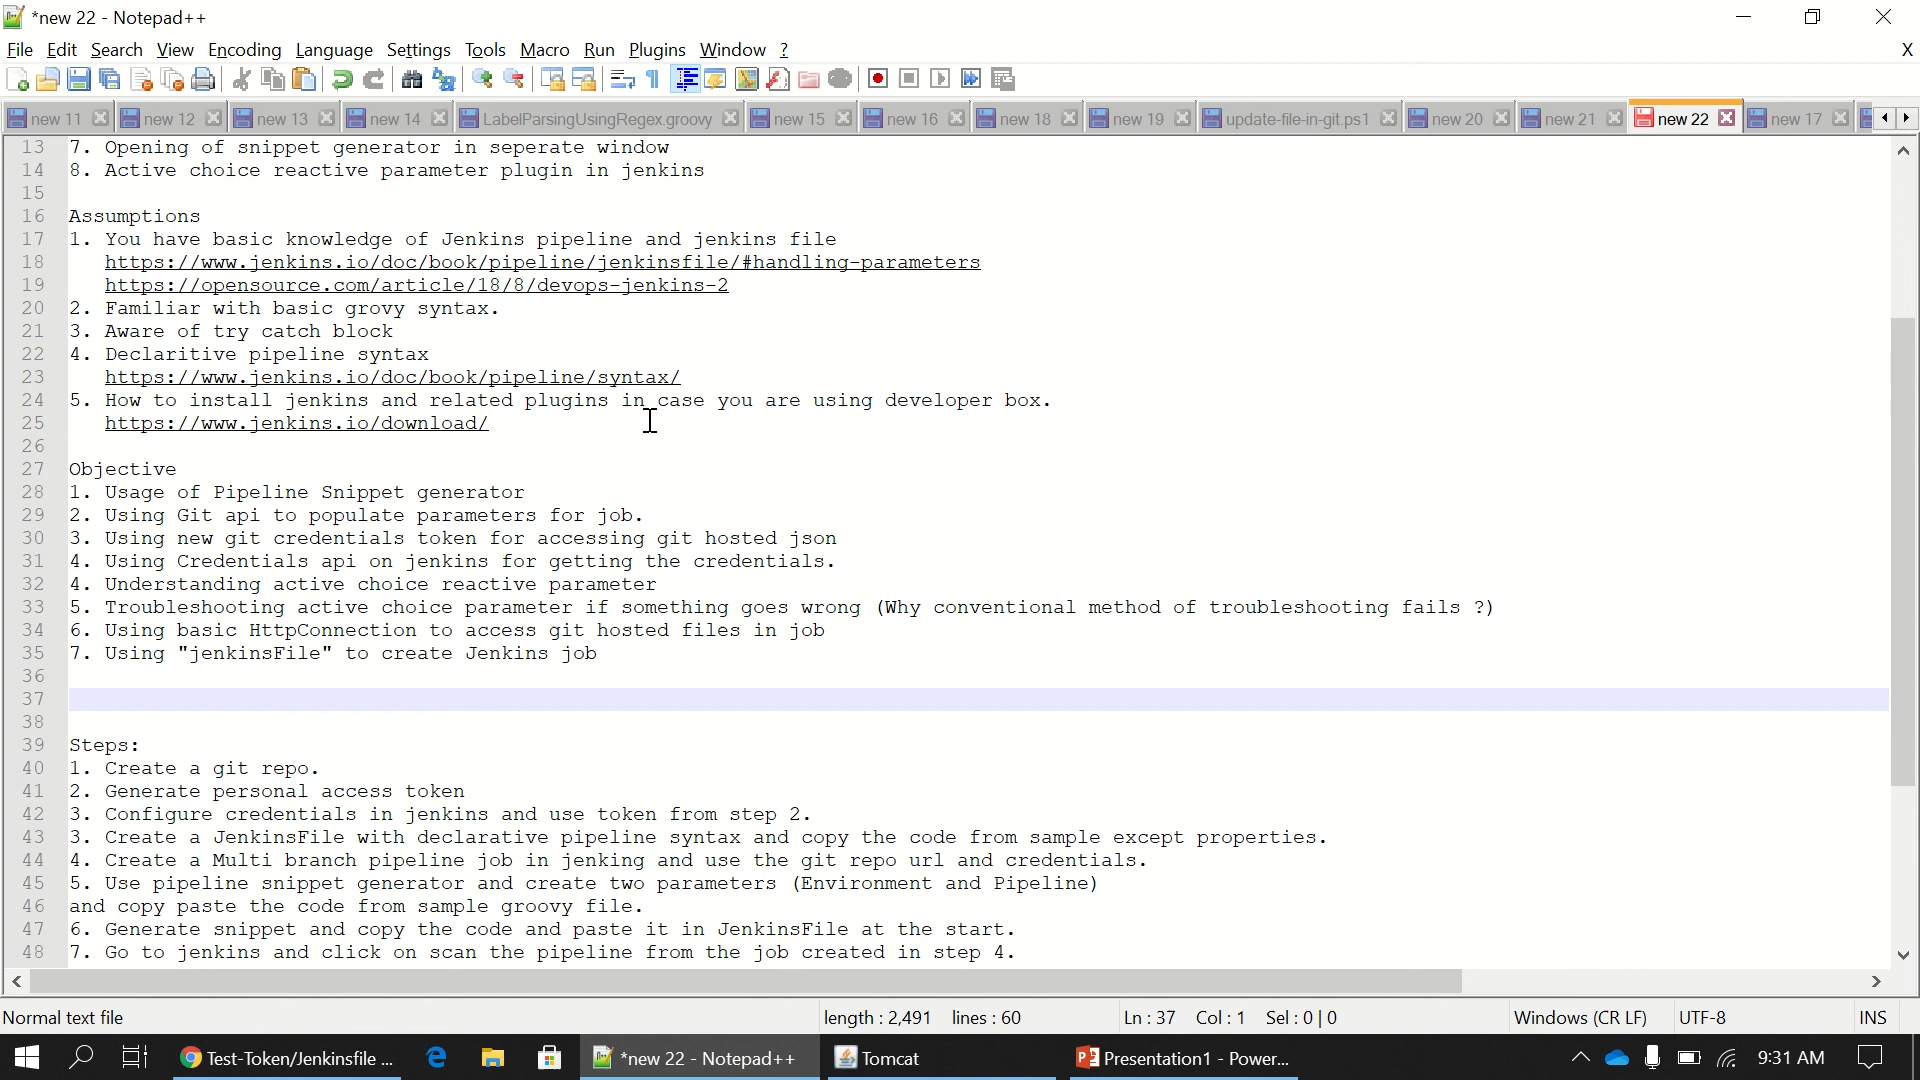 *new 22 - Notepad++
File Edit Search View Encoding Language Settings Tools Macro Run Plugins Window ? X
new 11 new 12 new 13 new 14 LabelParsingUsingRegex.groovy new 15 new 16 new 18 new 19 update-file-in-git.ps1 new 20 new 21 new 22 new 17
13 7. Opening of snippet generator in seperate window
14 8. Active choice reactive parameter plugin in jenkins
15
16 Assumptions
17 1. You have basic knowledge of Jenkins pipeline and jenkins file
18 https://www.jenkins.io/doc/book/pipeline/jenkinsfile/#handling-parameters
19 https://opensource.com/article/18/8/devops-jenkins-2
20 2. Familiar with basic grovy syntax.
21 3. Aware of try catch block
22 4. Declaritive pipeline syntax
23 https://www.jenkins.io/doc/book/pipeline/syntax/
24 5. How to install jenkins and related plugins in case you are using developer box.
25 https://www.jenkins.io/download/
26
27 Objective
28 1. Usage of Pipeline Snippet generator
29 2. Using Git api to populate parameters for job.
30 3. Using new git credentials token for accessing git hosted json
31 4. Using Credentials api on jenkins for getting the credentials.
32 4. Understanding active choice reactive parameter
33 5. Troubleshooting active choice parameter if something goes wrong (Why conventional method of troubleshooting fails ?)
34 6. Using basic HttpConnection to access git hosted files in job
35 7. Using "jenkinsFile" to create Jenkins job
36
37
38
39 Steps:
40 1. Create a git repo.
41 2. Generate personal access token
42 3. Configure credentials in jenkins and use token from step 2.
43 3. Create a JenkinsFile with declarative pipeline syntax and copy the code from sample except properties.
44 4. Create a Multi branch pipeline job in jenking and use the git repo url and credentials.
45 5. Use pipeline snippet generator and create two parameters (Environment and Pipeline)
46 and copy paste the code from sample groovy file.
47 6. Generate snippet and copy the code and paste it in JenkinsFile at the start.
48 7. Go to jenkins and click on scan the pipeline from the job created in step 4.
Normal text file length : 2,491 lines : 60 Ln : 37 Col : 1 Sel : 0 | 0 Windows (CR LF) UTF-8 INS
Test-Token/Jenkinsfile ... *new 22 - Notepad++ Tomcat Presentation1 - Power... 9:31 AM